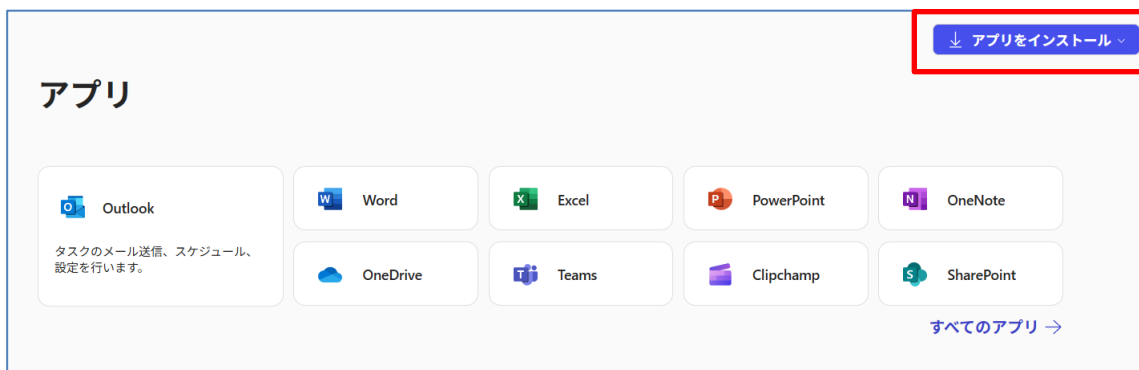 アプリをインストール
アプリ
Outlook
タスクのメール送信、スケジュール、
設定を行います。
Word
Excel
PowerPoint
OneNote
OneDrive
Teams
Clipchamp
SharePoint
すべてのアプリ →